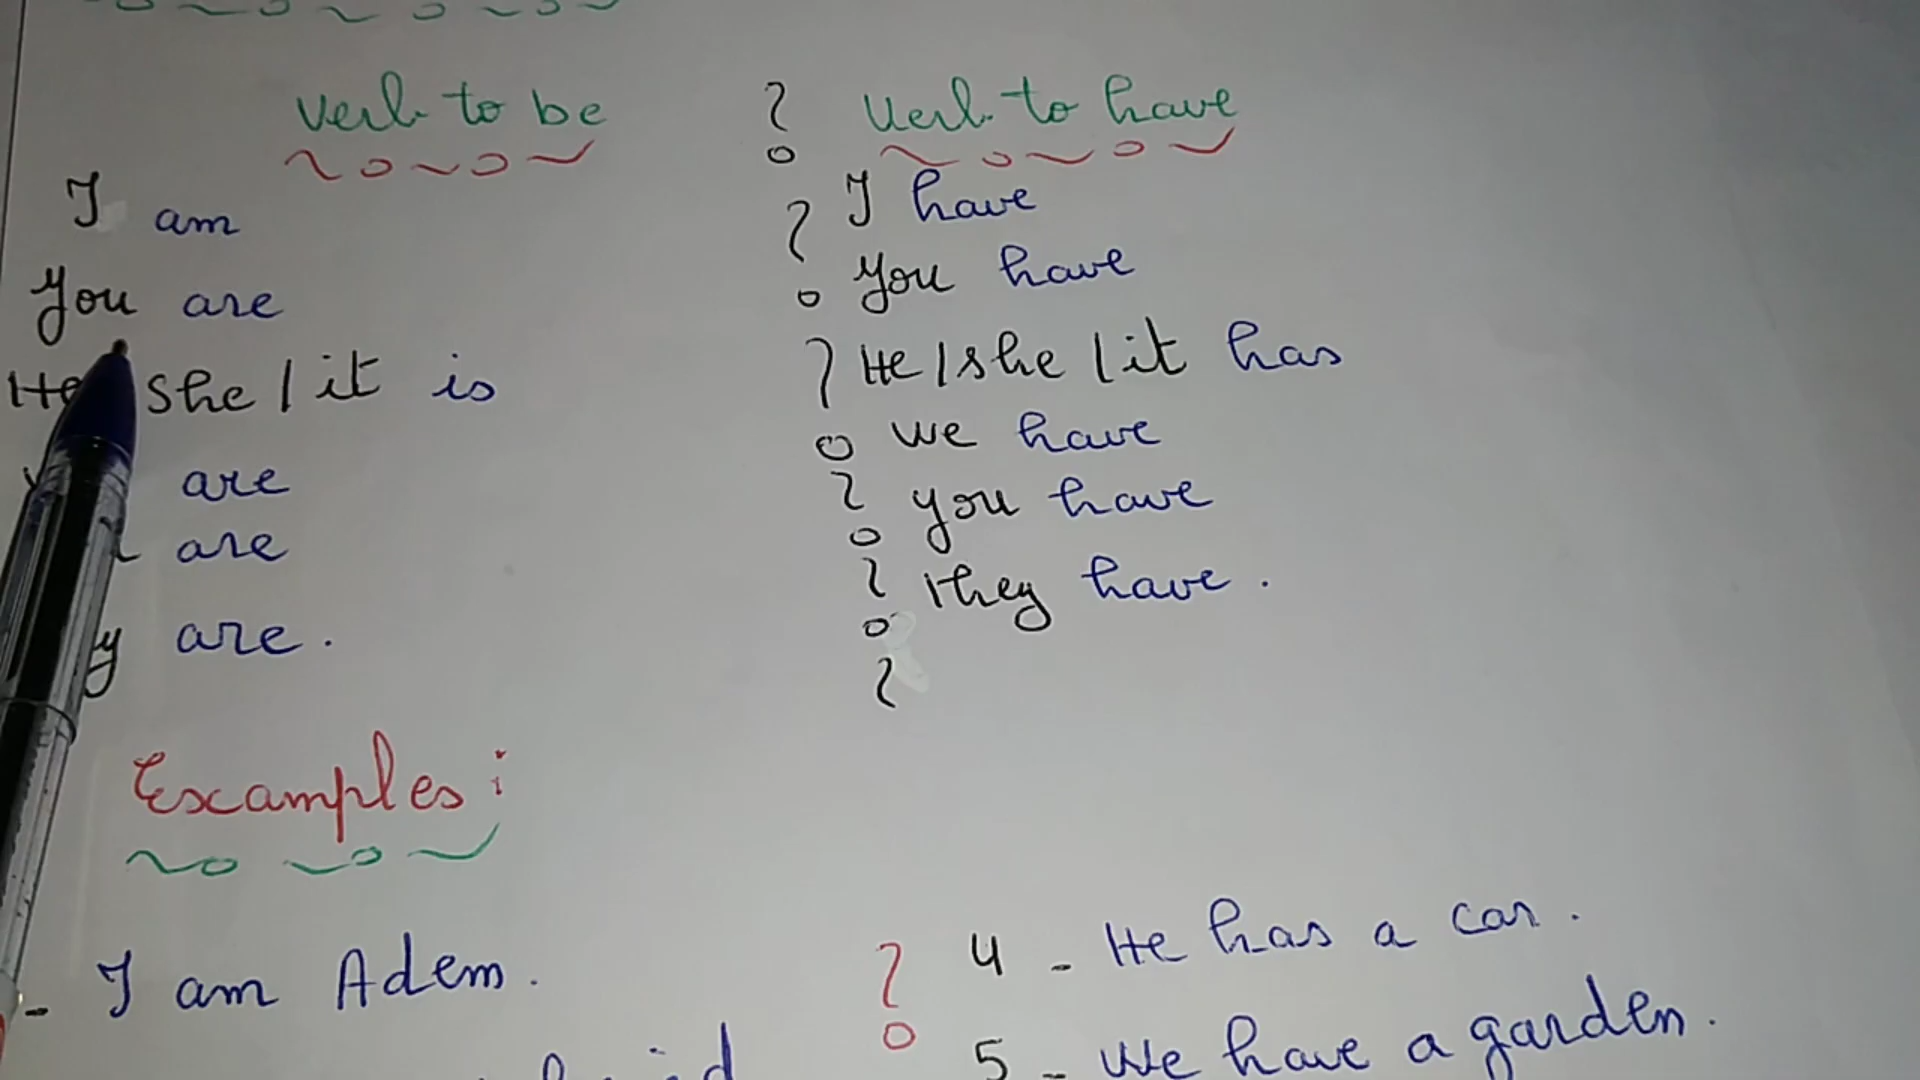 verb to be
I am
You are
He she / it is
are
are
y are.
Verb to have
I have
You have
He / she / it has
we have
you have
They have.
Examples:
- I am Adem.
4 - He has a car.
5 - We have a garden.